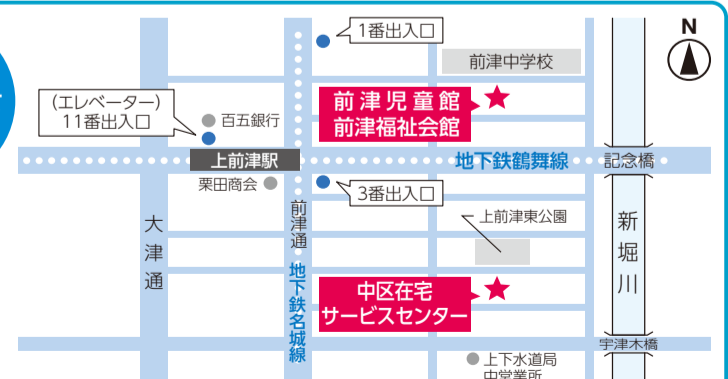 1番出入口
N
前津中学校
(エレベーター)
11番出入口
百五銀行
前津児童館
前津福祉会館
上前津駅
地下鉄鶴舞線
記念橋
栗田商会
3番出入口
大津通
前津通
上前津東公園
新堀川
地下鉄名城線
中区在宅
サービスセンター
宇津木橋
上下水道局
中営業所